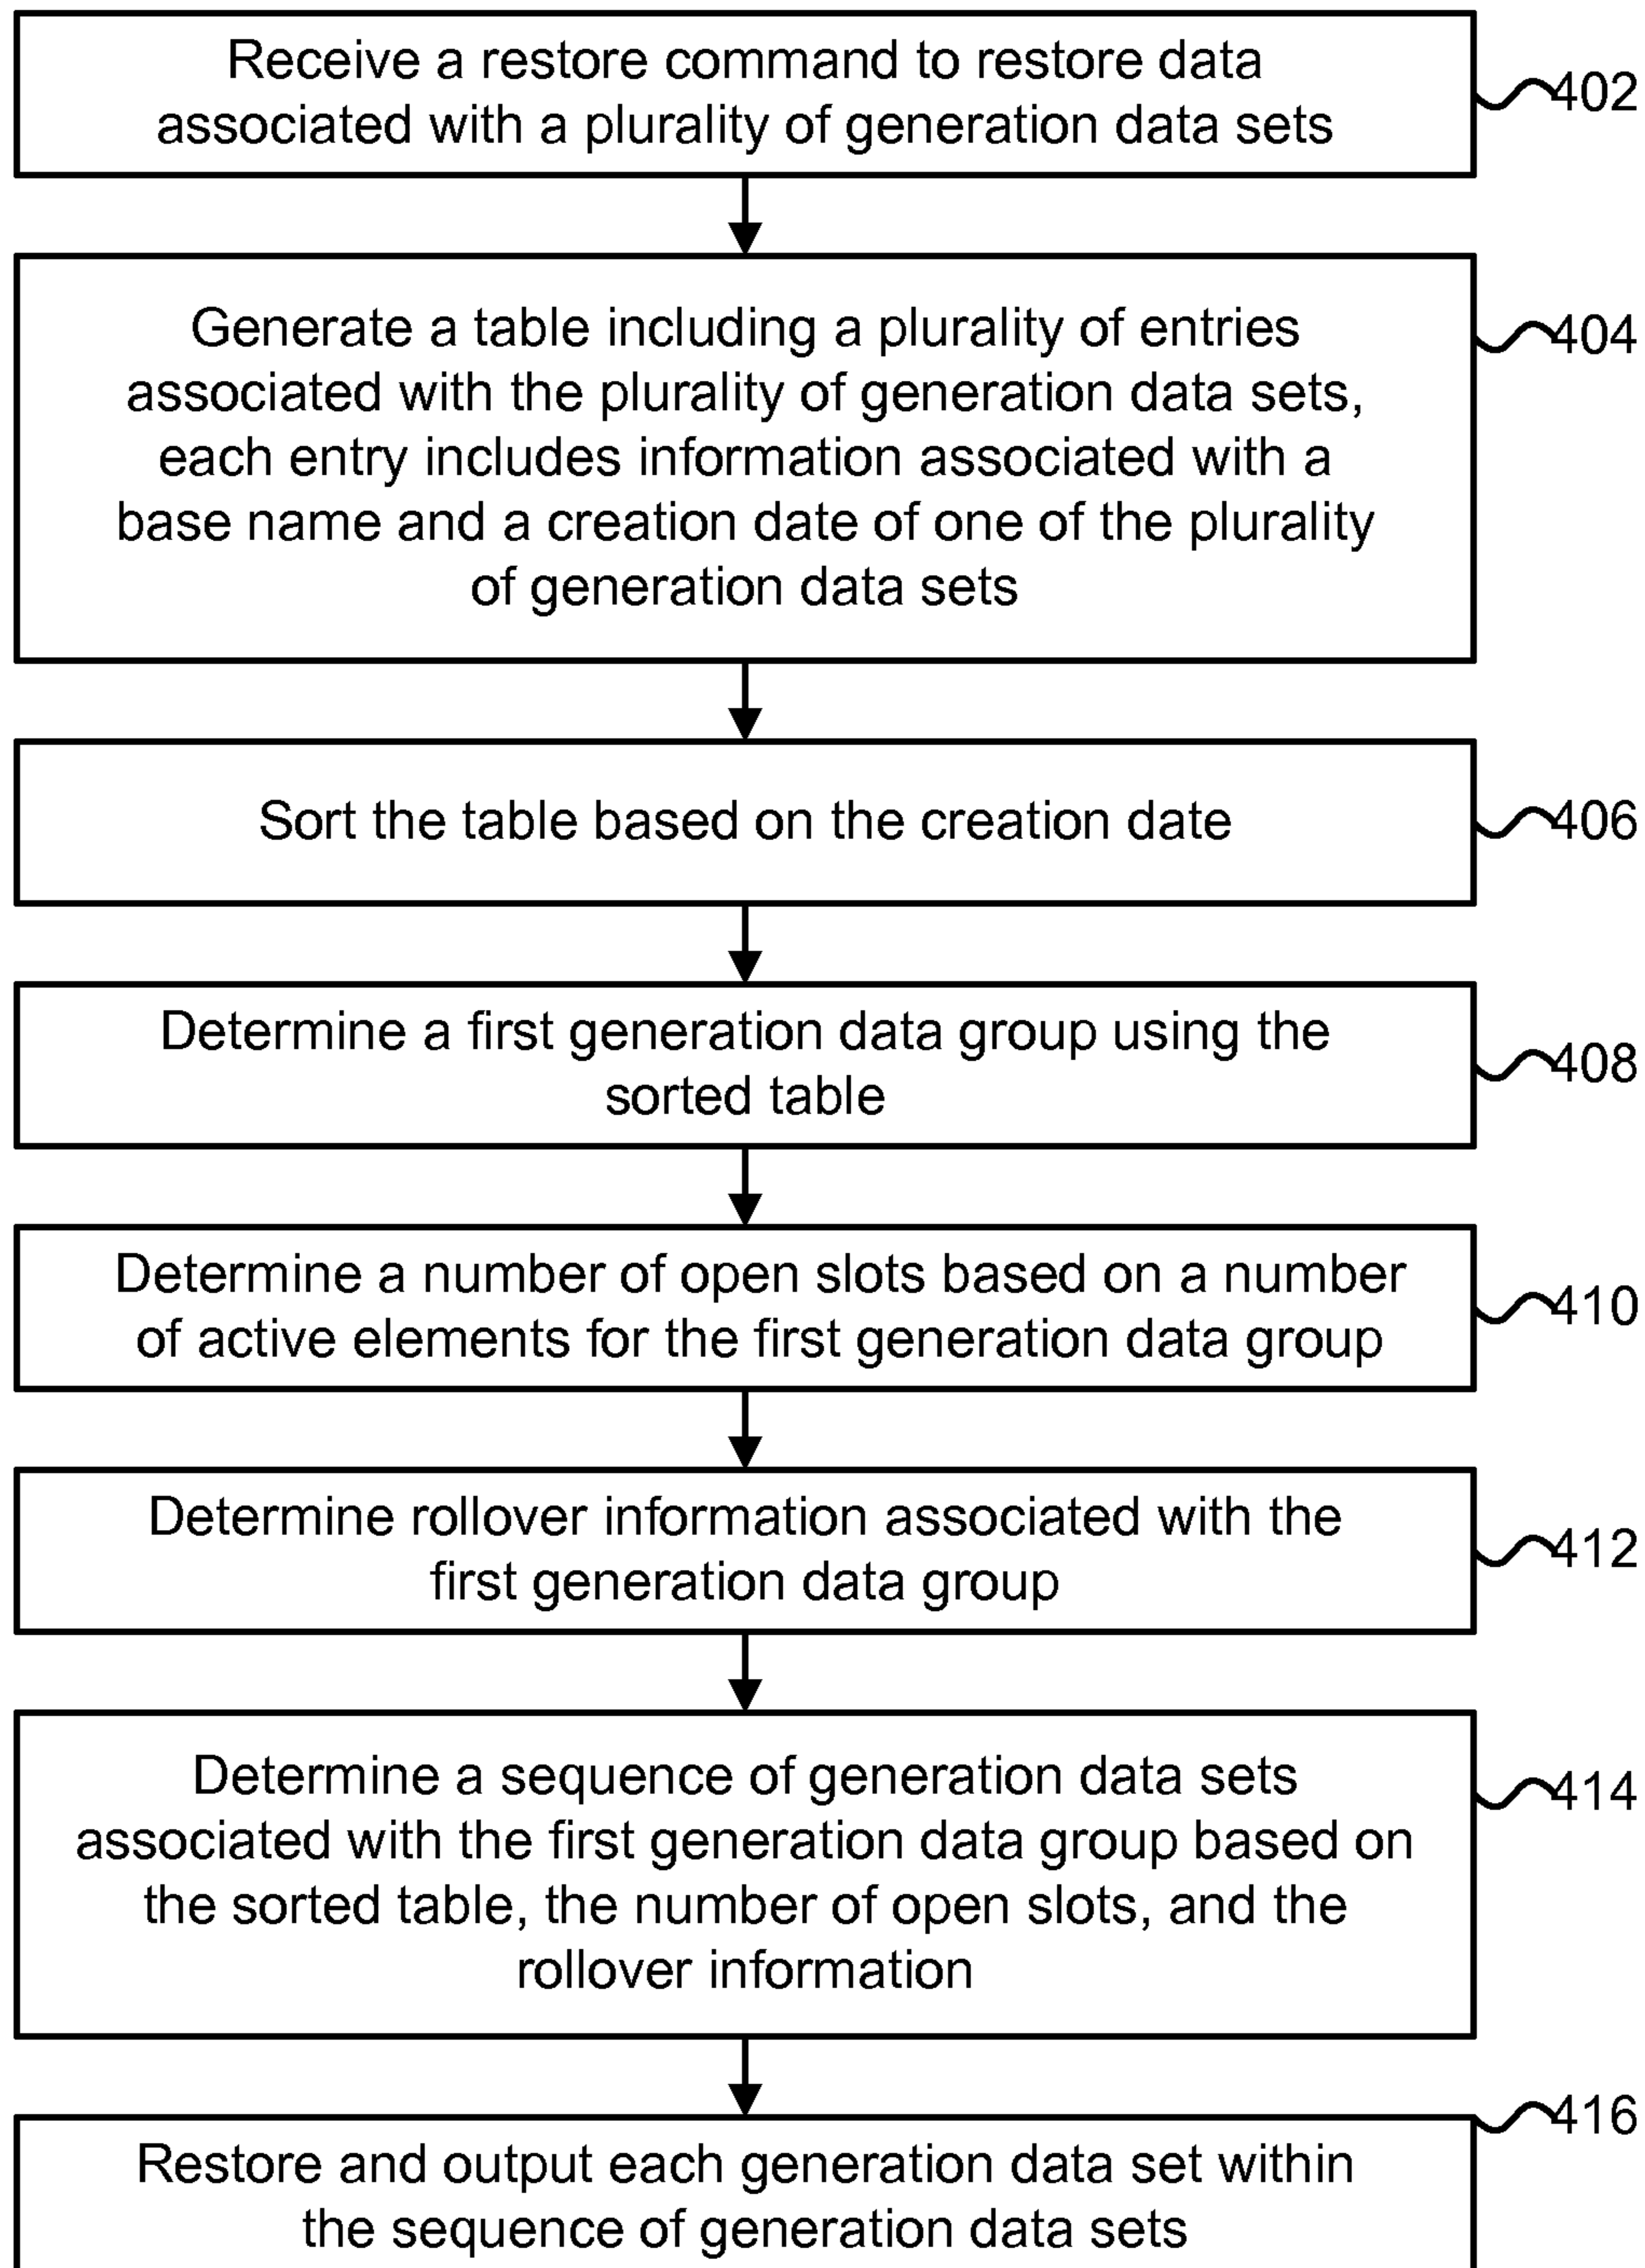 Receive a restore command to restore data
associated with a plurality of generation data sets
402
Generate a table including a plurality of entries
associated with the plurality of generation data sets,
each entry includes information associated with a
base name and a creation date of one of the plurality
of generation data sets
404
Sort the table based on the creation date
406
Determine a first generation data group using the
sorted table
408
Determine a number of open slots based on a number
of active elements for the first generation data group
410
Determine rollover information associated with the
first generation data group
412
Determine a sequence of generation data sets
associated with the first generation data group based on
the sorted table, the number of open slots, and the
rollover information
414
Restore and output each generation data set within
the sequence of generation data sets
416